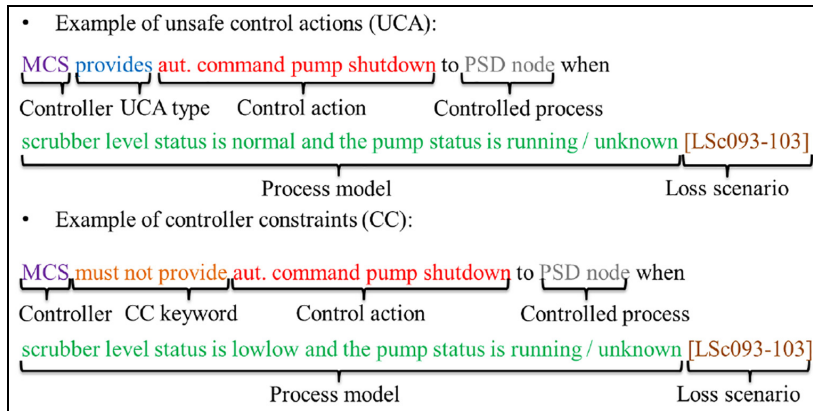 • Example of unsafe control actions (UCA):
MCS provides aut. command pump shutdown to PSD node when
Controller UCA type Control action Controlled process
scrubber level status is normal and the pump status is running / unknown [LSc093-103]
Process model Loss scenario
• Example of controller constraints (CC):
MCS must not provide aut. command pump shutdown to PSD node when
Controller CC keyword Control action Controlled process
scrubber level status is lowlow and the pump status is running / unknown [LSc093-103]
Process model Loss scenario